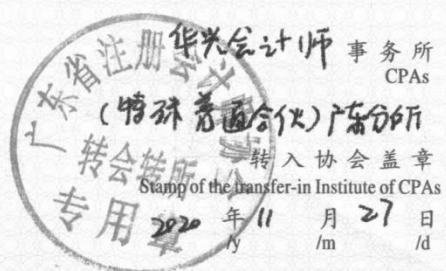 华兴会计师 事务所
CPAs
(特殊普通合伙)广东分所
转入协会盖章
Stamp of the transfer-in Institute of CPAs
2020 年 11 月 27 日
/y /m /d
广东省注册会计师协会
转会转所
专用章